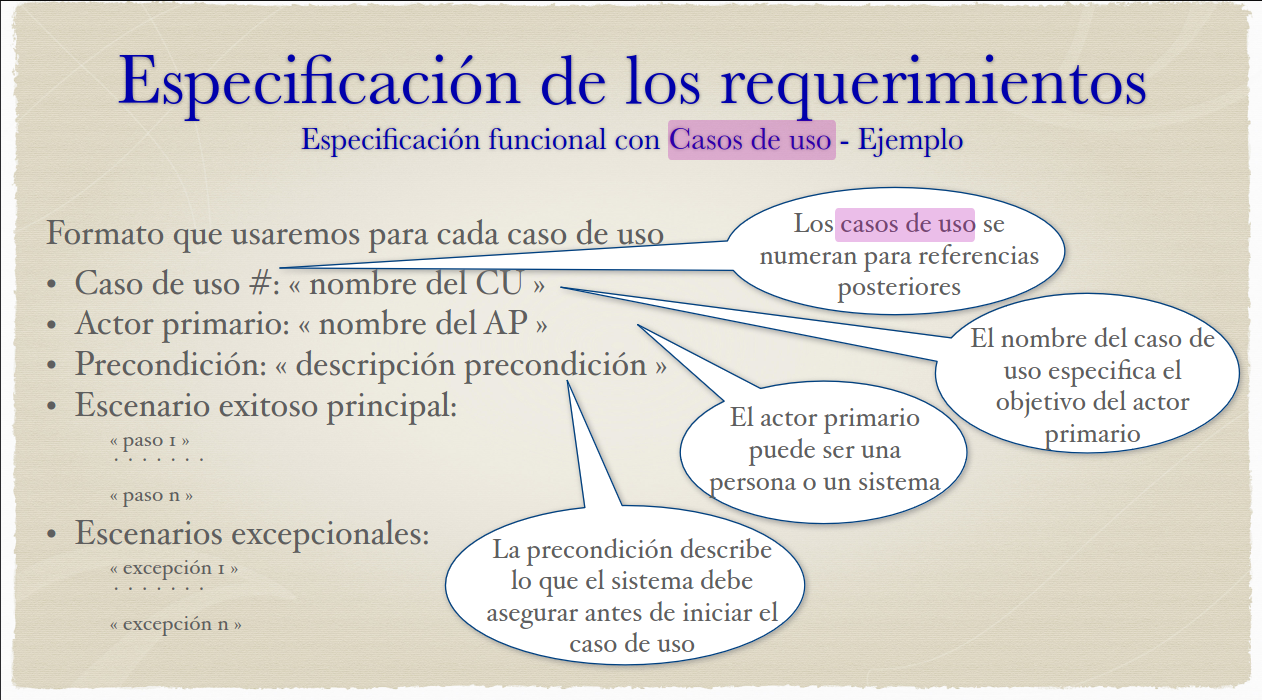 Especificación de los requerimientos
Especificación funcional con Casos de uso - Ejemplo
Formato que usaremos para cada caso de uso
• Caso de uso #: « nombre del CU »
• Actor primario: « nombre del AP »
• Precondición: « descripción precondición »
• Escenario exitoso principal:
« paso 1 »
. . . . . . .
« paso n »
• Escenarios excepcionales:
« excepción 1 »
. . . . . . .
« excepción n »
Los casos de uso se
numeran para referencias
posteriores
El nombre del caso de
uso especifica el
objetivo del actor
primario
El actor primario
puede ser una
persona o un sistema
La precondición describe
lo que el sistema debe
asegurar antes de iniciar el
caso de uso